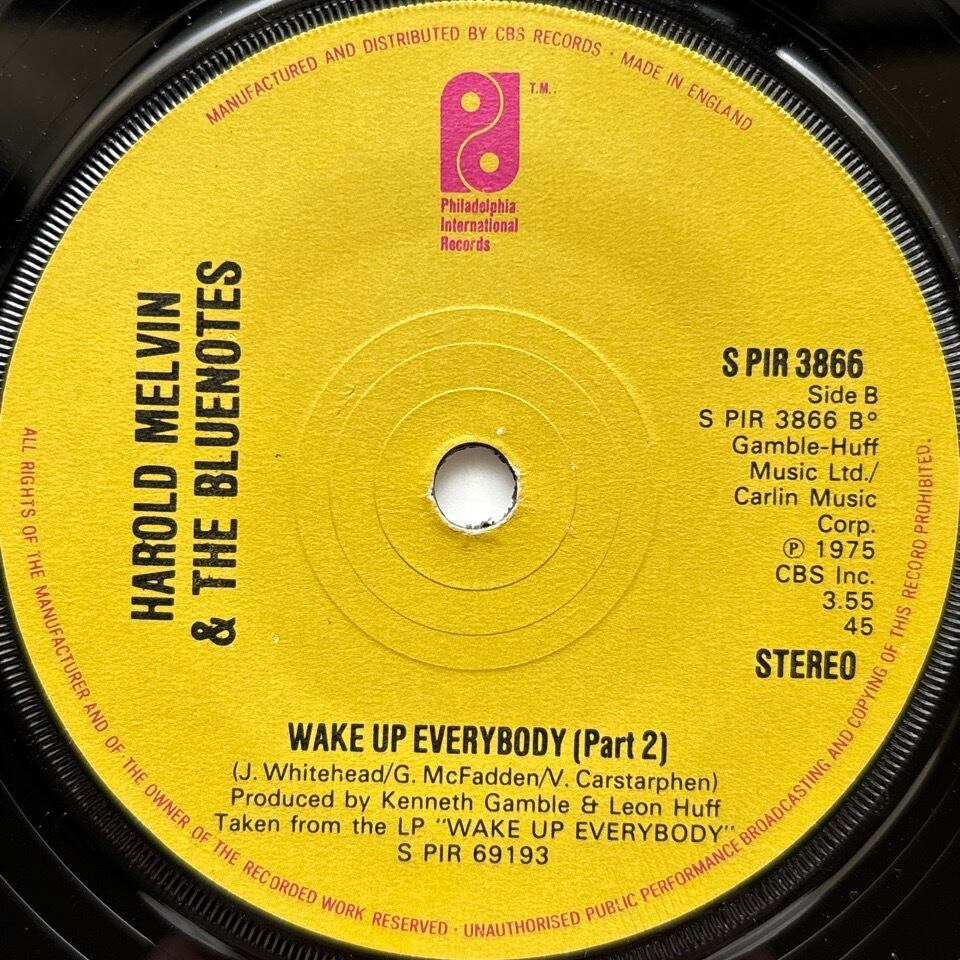 MANUFACTURED AND DISTRIBUTED BY CBS RECORDS · MADE IN ENGLAND
T.M.
Philadelphia
International
Records
HAROLD MELVIN
& THE BLUENOTES
S PIR 3866
Side B
S PIR 3866 B°
Gamble-Huff
Music Ltd./
Carlin Music
Corp.
℗ 1975
CBS Inc.
3.55
45
STEREO
WAKE UP EVERYBODY (Part 2)
(J. Whitehead/G. McFadden/V. Carstarphen)
Produced by Kenneth Gamble & Leon Huff
Taken from the LP "WAKE UP EVERYBODY"
S PIR 69193
ALL RIGHTS OF THE MANUFACTURER AND OF THE OWNER OF THE RECORDED WORK RESERVED · UNAUTHORISED PUBLIC PERFORMANCE BROADCASTING AND COPYING OF THIS RECORD PROHIBITED.